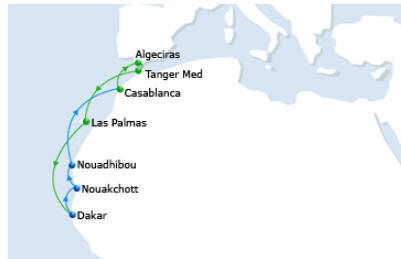 Algeciras
Tanger Med
Casablanca
Las Palmas
Nouadhibou
Nouakchott
Dakar